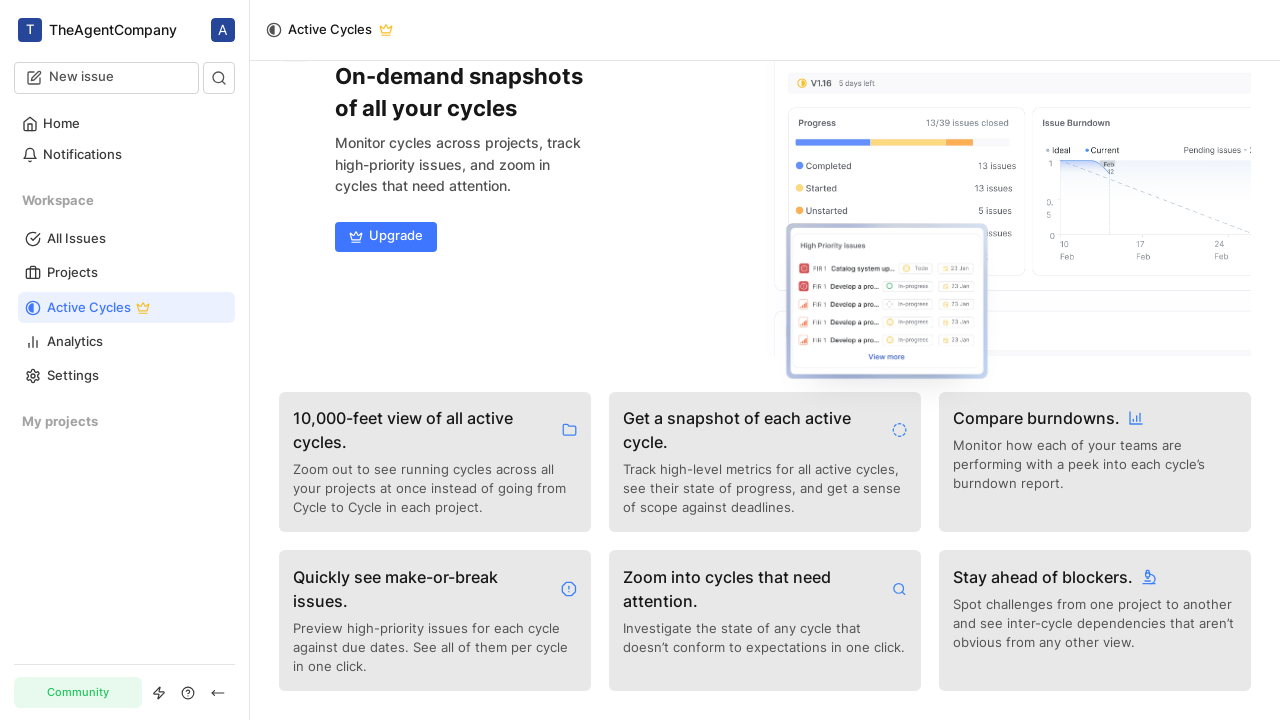 T TheAgentCompany A
New issue
Home
Notifications
Workspace
All Issues
Projects
Active Cycles
Analytics
Settings
My projects
Community
Active Cycles
On-demand snapshots
of all your cycles
Monitor cycles across projects, track
high-priority issues, and zoom in
cycles that need attention.
Upgrade
V1.16 5 days left
Progress 13/39 issues closed
Completed 13 issues
Started 13 issues
Unstarted 5 issues
issues
Issue Burndown
Ideal Current Pending issues -
1
0.
5
0
Feb
12
10 17 24
Feb Feb Feb
High Priority Issues
FIR 1 Catalog system up... Today 23 Jan
FIR 1 Develop a pro... In-progress 23 Jan
FIR 1 Develop a pro... In-progress 23 Jan
FIR 1 Develop a pro... In-progress 23 Jan
FIR 1 Develop a pro... In-progress 23 Jan
View more
10,000-feet view of all active
cycles.
Zoom out to see running cycles across all
your projects at once instead of going from
Cycle to Cycle in each project.
Get a snapshot of each active
cycle.
Track high-level metrics for all active cycles,
see their state of progress, and get a sense
of scope against deadlines.
Compare burndowns.
Monitor how each of your teams are
performing with a peek into each cycle’s
burndown report.
Quickly see make-or-break
issues.
Preview high-priority issues for each cycle
against due dates. See all of them per cycle
in one click.
Zoom into cycles that need
attention.
Investigate the state of any cycle that
doesn’t conform to expectations in one click.
Stay ahead of blockers.
Spot challenges from one project to another
and see inter-cycle dependencies that aren’t
obvious from any other view.